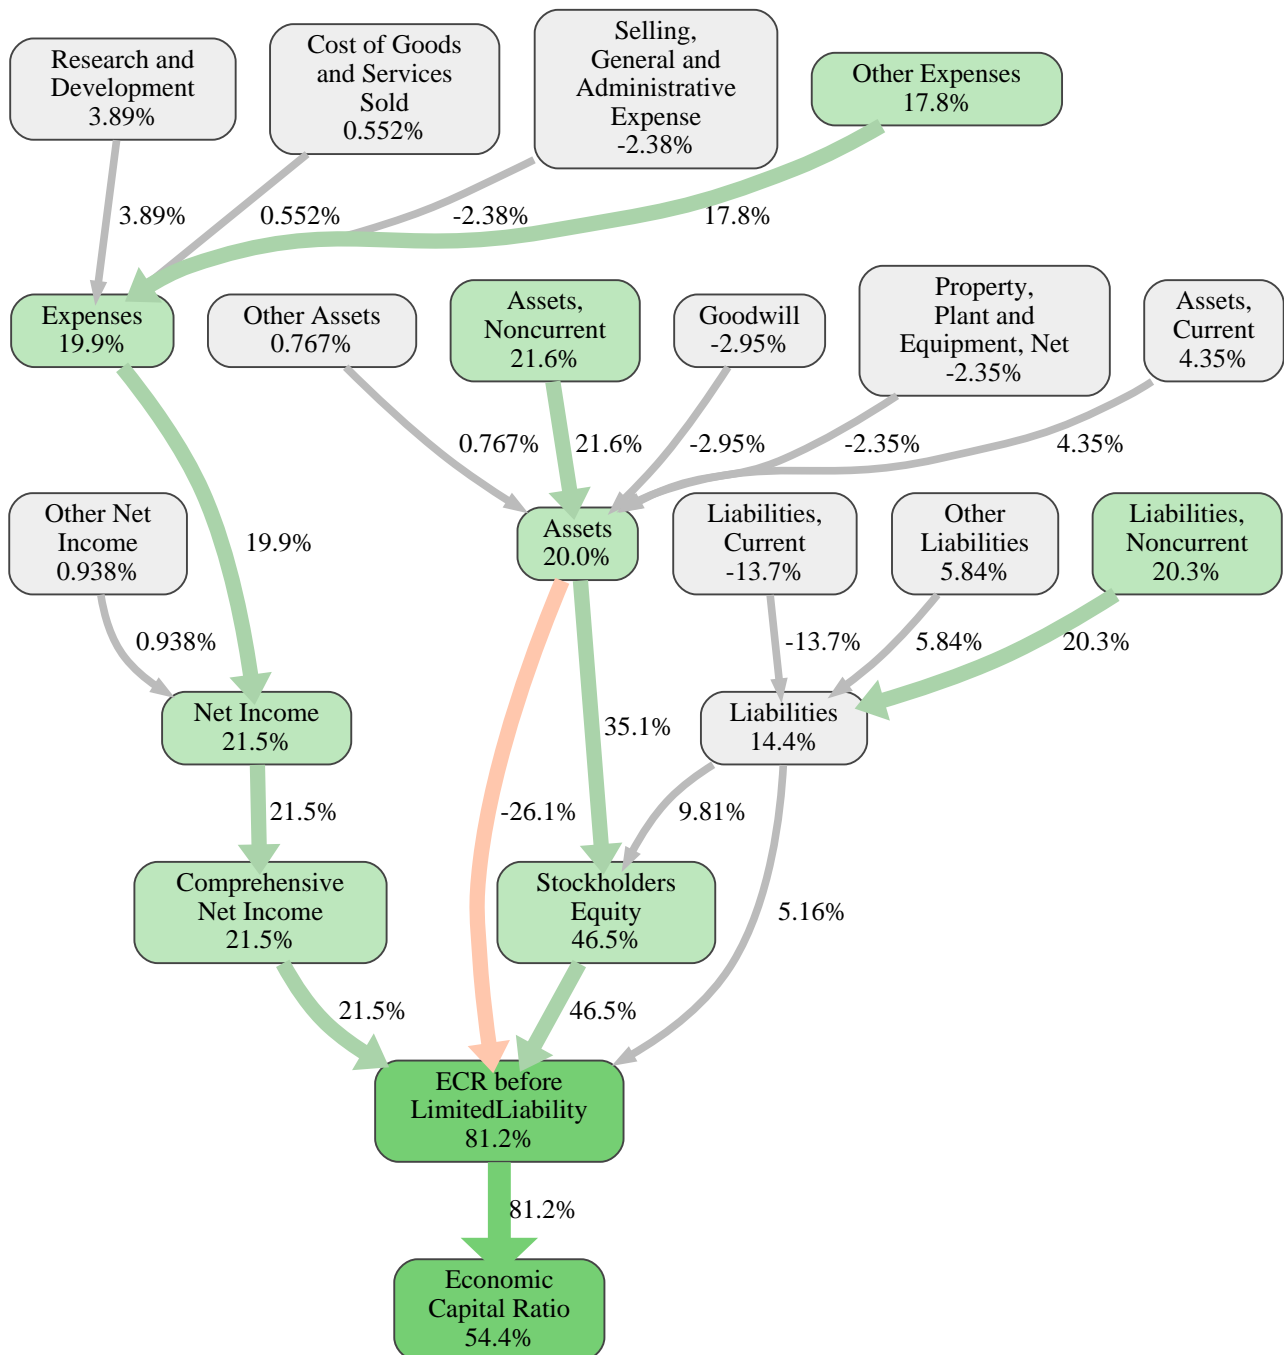 Research and
Development
3.89%
Cost of Goods
and Services
Sold
0.552%
Selling,
General and
Administrative
Expense
-2.38%
Other Expenses
17.8%
3.89%
0.552%
-2.38%
17.8%
Expenses
19.9%
Other Assets
0.767%
Assets,
Noncurrent
21.6%
Goodwill
-2.95%
Property,
Plant and
Equipment, Net
-2.35%
Assets,
Current
4.35%
0.767%
21.6%
-2.95%
-2.35%
4.35%
Other Net
Income
0.938%
19.9%
Assets
20.0%
Liabilities,
Current
-13.7%
Other
Liabilities
5.84%
Liabilities,
Noncurrent
20.3%
0.938%
-13.7%
5.84%
20.3%
Net Income
21.5%
35.1%
Liabilities
14.4%
21.5%
-26.1%
9.81%
Comprehensive
Net Income
21.5%
Stockholders
Equity
46.5%
5.16%
21.5%
46.5%
ECR before
LimitedLiability
81.2%
81.2%
Economic
Capital Ratio
54.4%